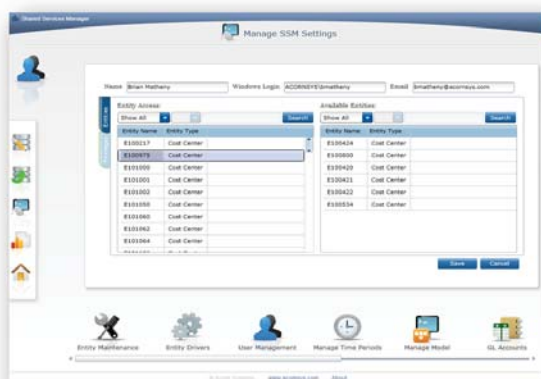 Shared Services Manager
Manage SSM Settings
Name Brian Matheny Windows Login ACORNSYS\bmatheny Email bmatheny@acornsys.com
Entities
Entity Access: Available Entities:
Show All Search Show All Search
Entity Name Entity Type Entity Name Entity Type
E100217 Cost Center E100424 Cost Center
E100975 Cost Center E100800 Cost Center
E101000 Cost Center E100420 Cost Center
E101001 Cost Center E100421 Cost Center
E101002 Cost Center E100422 Cost Center
E101050 Cost Center E100534 Cost Center
E101060 Cost Center
E101062 Cost Center
E101064 Cost Center
Save Cancel
Entity Maintenance Entity Drivers User Management Manage Time Periods Manage Model GL Accounts
www.acornsys.com About